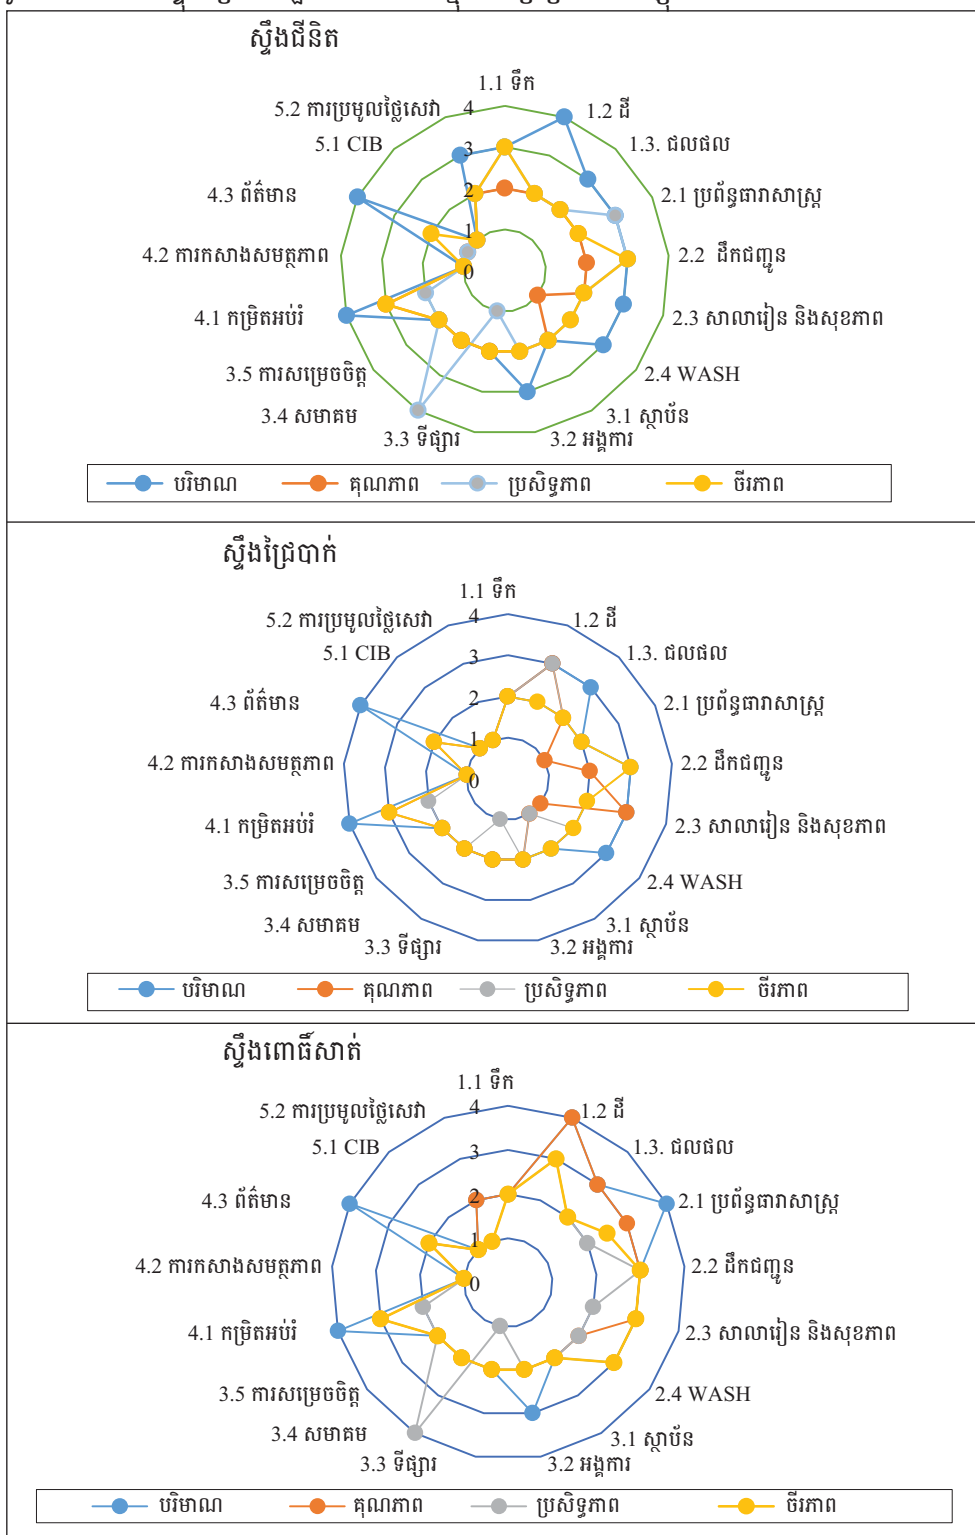 ស្ទឹងជីនិត
1.1 ទឹក
5.2 ការប្រមូលថ្លៃសេវា
4
1.2 ដី
5.1 CIB
3
1.3. ជលផល
4.3 ព័ត៌មាន
2
2.1 ប្រព័ន្ធធារាសាស្ត្រ
1
4.2 ការកសាងសមត្ថភាព
0
2.2 ដឹកជញ្ជូន
4.1 កម្រិតអប់រំ
2.3 សាលារៀន និងសុខភាព
3.5 ការសម្រេចចិត្ត
2.4 WASH
3.4 សមាគម
3.1 ស្ថាប័ន
3.3 ទីផ្សារ
3.2 អង្គការ
បរិមាណ គុណភាព ប្រសិទ្ធភាព ចីរភាព
ស្ទឹងជ្រៃបាក់
1.1 ទឹក
5.2 ការប្រមូលថ្លៃសេវា
4
1.2 ដី
5.1 CIB
3
1.3. ជលផល
4.3 ព័ត៌មាន
2
2.1 ប្រព័ន្ធធារាសាស្ត្រ
1
4.2 ការកសាងសមត្ថភាព
0
2.2 ដឹកជញ្ជូន
4.1 កម្រិតអប់រំ
2.3 សាលារៀន និងសុខភាព
3.5 ការសម្រេចចិត្ត
2.4 WASH
3.4 សមាគម
3.1 ស្ថាប័ន
3.3 ទីផ្សារ
3.2 អង្គការ
បរិមាណ គុណភាព ប្រសិទ្ធភាព ចីរភាព
ស្ទឹងពោធិ៍សាត់
1.1 ទឹក
5.2 ការប្រមូលថ្លៃសេវា
4
1.2 ដី
5.1 CIB
3
1.3. ជលផល
4.3 ព័ត៌មាន
2
2.1 ប្រព័ន្ធធារាសាស្ត្រ
1
4.2 ការកសាងសមត្ថភាព
0
2.2 ដឹកជញ្ជូន
4.1 កម្រិតអប់រំ
2.3 សាលារៀន និងសុខភាព
3.5 ការសម្រេចចិត្ត
2.4 WASH
3.4 សមាគម
3.1 ស្ថាប័ន
3.3 ទីផ្សារ
3.2 អង្គការ
បរិមាណ គុណភាព ប្រសិទ្ធភាព ចីរភាព